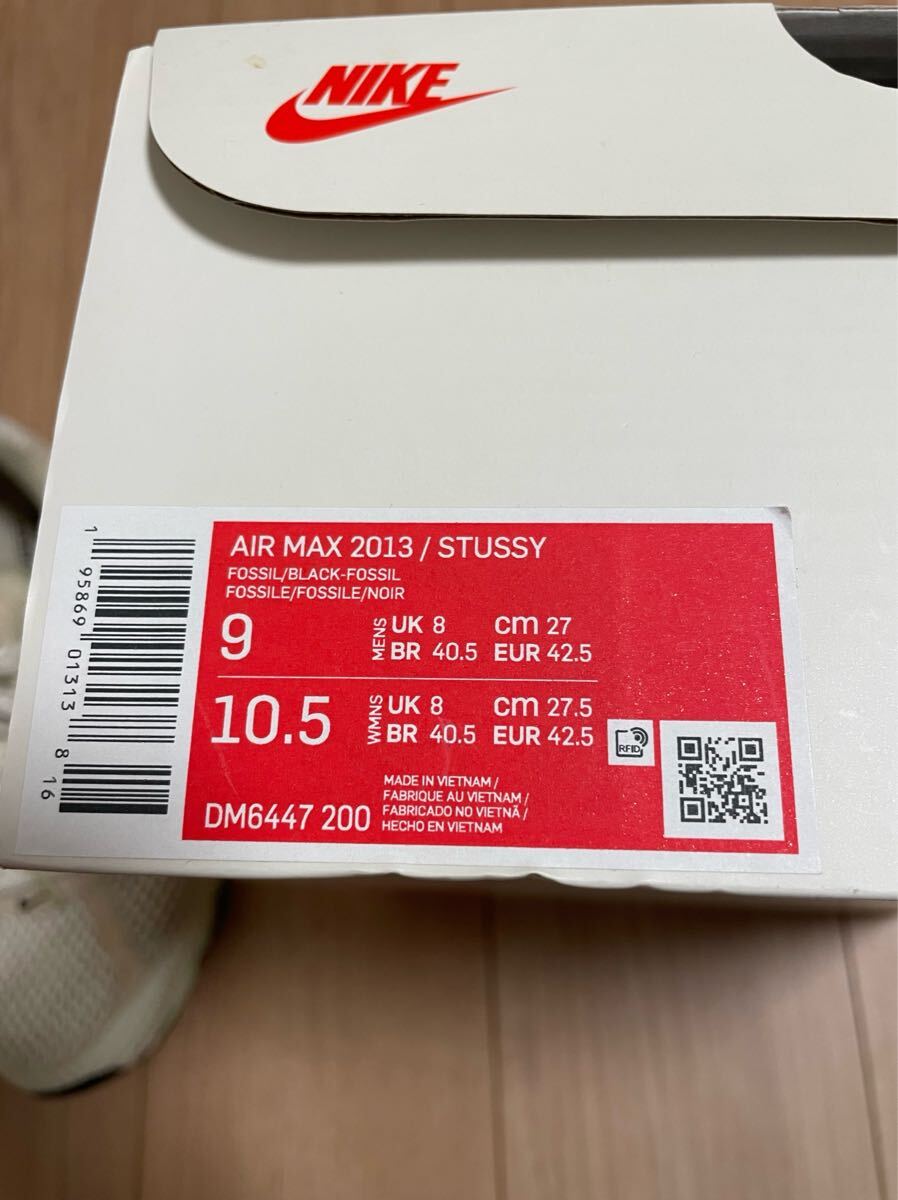 NIKE
AIR MAX 2013 / STUSSY
FOSSIL/BLACK-FOSSIL
FOSSILE/FOSSILE/NOIR
9 MENS UK 8 cm 27
BR 40.5 EUR 42.5
10.5 WMNS UK 8 cm 27.5
BR 40.5 EUR 42.5
RFID
DM6447 200
MADE IN VIETNAM /
FABRIQUE AU VIETNAM /
FABRICADO NO VIETNÃ /
HECHO EN VIETNAM
1 95869 01313 8 16